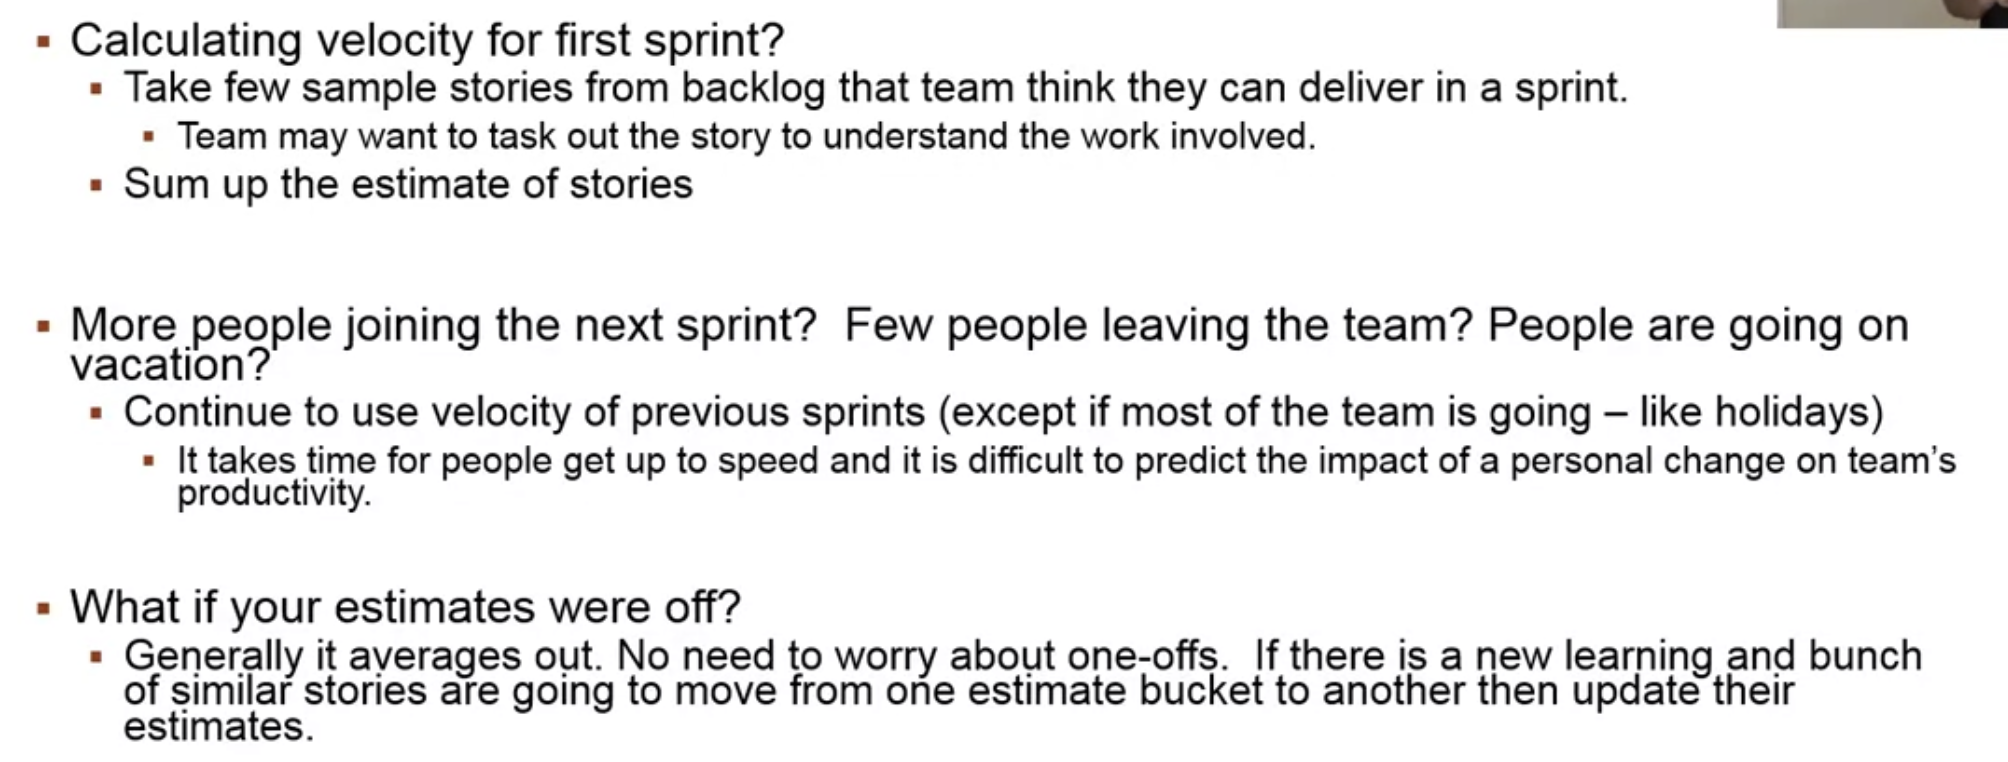 ▪ Calculating velocity for first sprint?
▪ Take few sample stories from backlog that team think they can deliver in a sprint.
▪ Team may want to task out the story to understand the work involved.
▪ Sum up the estimate of stories
▪ More people joining the next sprint?  Few people leaving the team? People are going on
vacation?
▪ Continue to use velocity of previous sprints (except if most of the team is going – like holidays)
▪ It takes time for people get up to speed and it is difficult to predict the impact of a personal change on team’s
productivity.
▪ What if your estimates were off?
▪ Generally it averages out. No need to worry about one-offs.  If there is a new learning and bunch
of similar stories are going to move from one estimate bucket to another then update their
estimates.